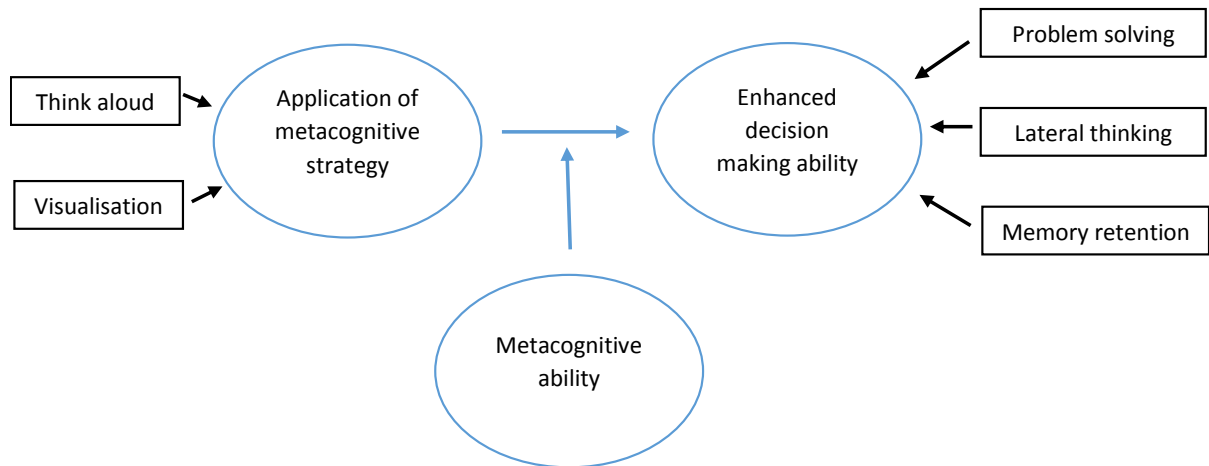 Think aloud
Visualisation
Application of
metacognitive
strategy
Enhanced
decision
making ability
Problem solving
Lateral thinking
Memory retention
Metacognitive
ability